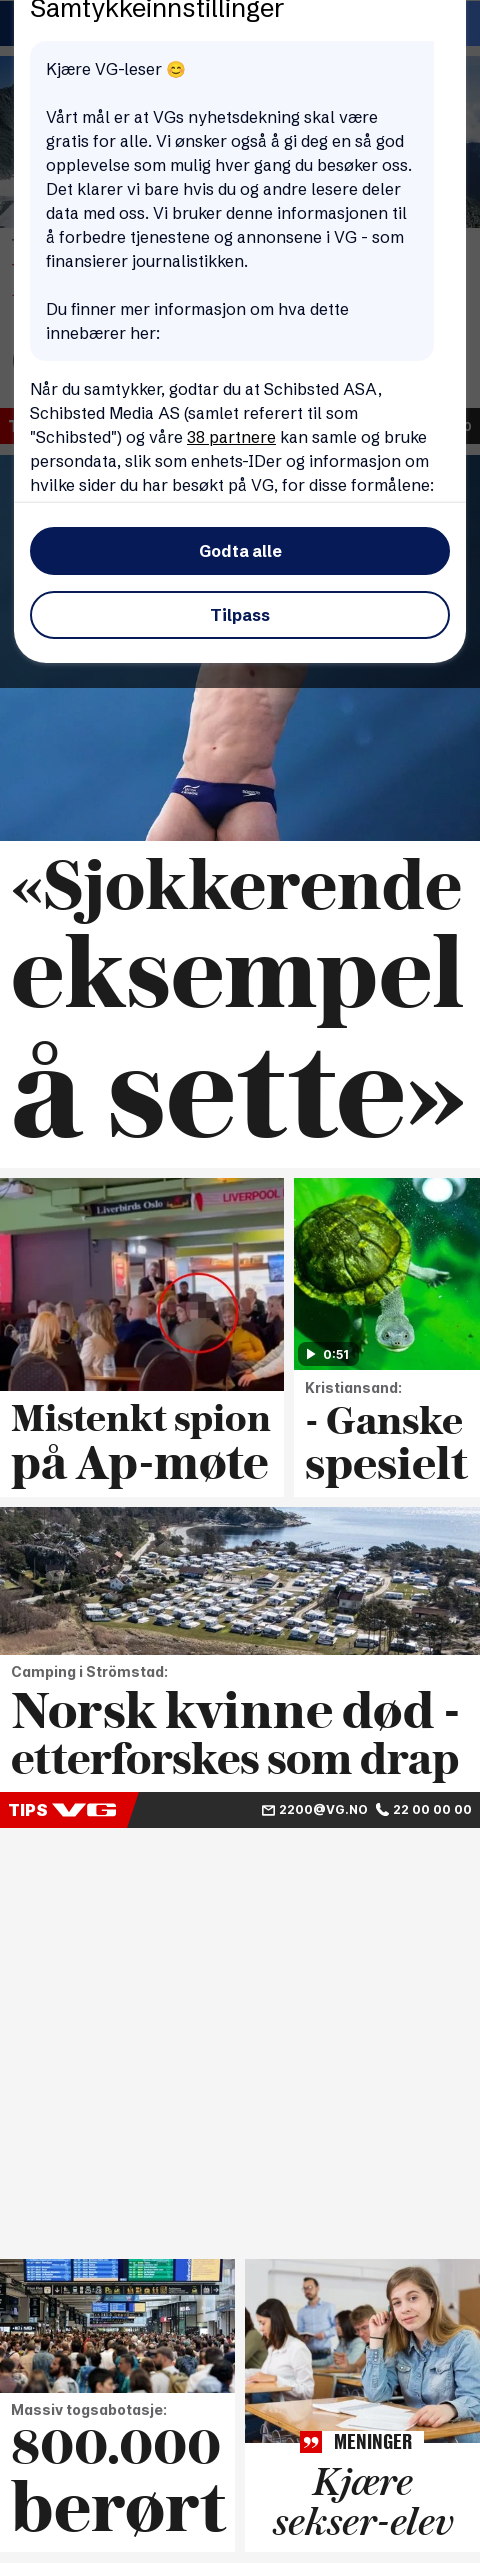 Samtykkeinnstillinger
Kjære VG-leser 😊
Vårt mål er at VGs nyhetsdekning skal være
gratis for alle. Vi ønsker også å gi deg en så god
opplevelse som mulig hver gang du besøker oss.
Det klarer vi bare hvis du og andre lesere deler
data med oss. Vi bruker denne informasjonen til
å forbedre tjenestene og annonsene i VG - som
finansierer journalistikken.
Du finner mer informasjon om hva dette
innebærer her:
Når du samtykker, godtar du at Schibsted ASA,
Schibsted Media AS (samlet referert til som
"Schibsted") og våre 38 partnere kan samle og bruke
persondata, slik som enhets-IDer og informasjon om
hvilke sider du har besøkt på VG, for disse formålene:
Godta alle
Tilpass
«Sjokkerende
eksempel
å sette»
Liverbirds Oslo
LIVERPOOL
0:51
Mistenkt spion
på Ap-møte
Kristiansand:
- Ganske
spesielt
Camping i Strömstad:
Norsk kvinne død -
etterforskes som drap
TIPS VG 2200@VG.NO 22 00 00 00
Massiv togsabotasje:
800.000
berørt
MENINGER
Kjære
sekser-elev